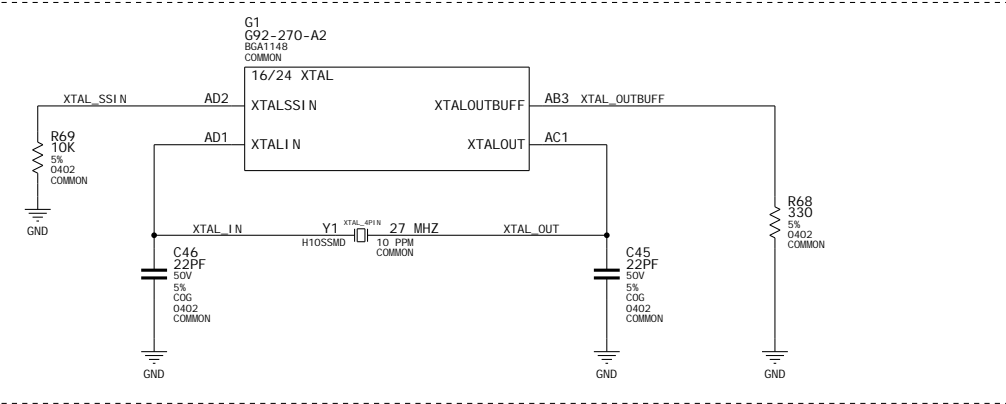 G1
G92-270-A2
BGA1148
COMMON
16/24 XTAL
XTAL_SSIN AD2 XTALSSIN XTALOUTBUFF AB3 XTAL_OUTBUFF
AD1 XTALIN XTALOUT AC1
R69
10K
5%
0402
COMMON
GND
R68
330
5%
0402
COMMON
XTAL_IN Y1 XTAL_4PIN 27 MHZ XTAL_OUT
H10SSMD 10 PPM
COMMON
C46
22PF
50V
5%
COG
0402
COMMON
C45
22PF
50V
5%
COG
0402
COMMON
GND GND GND